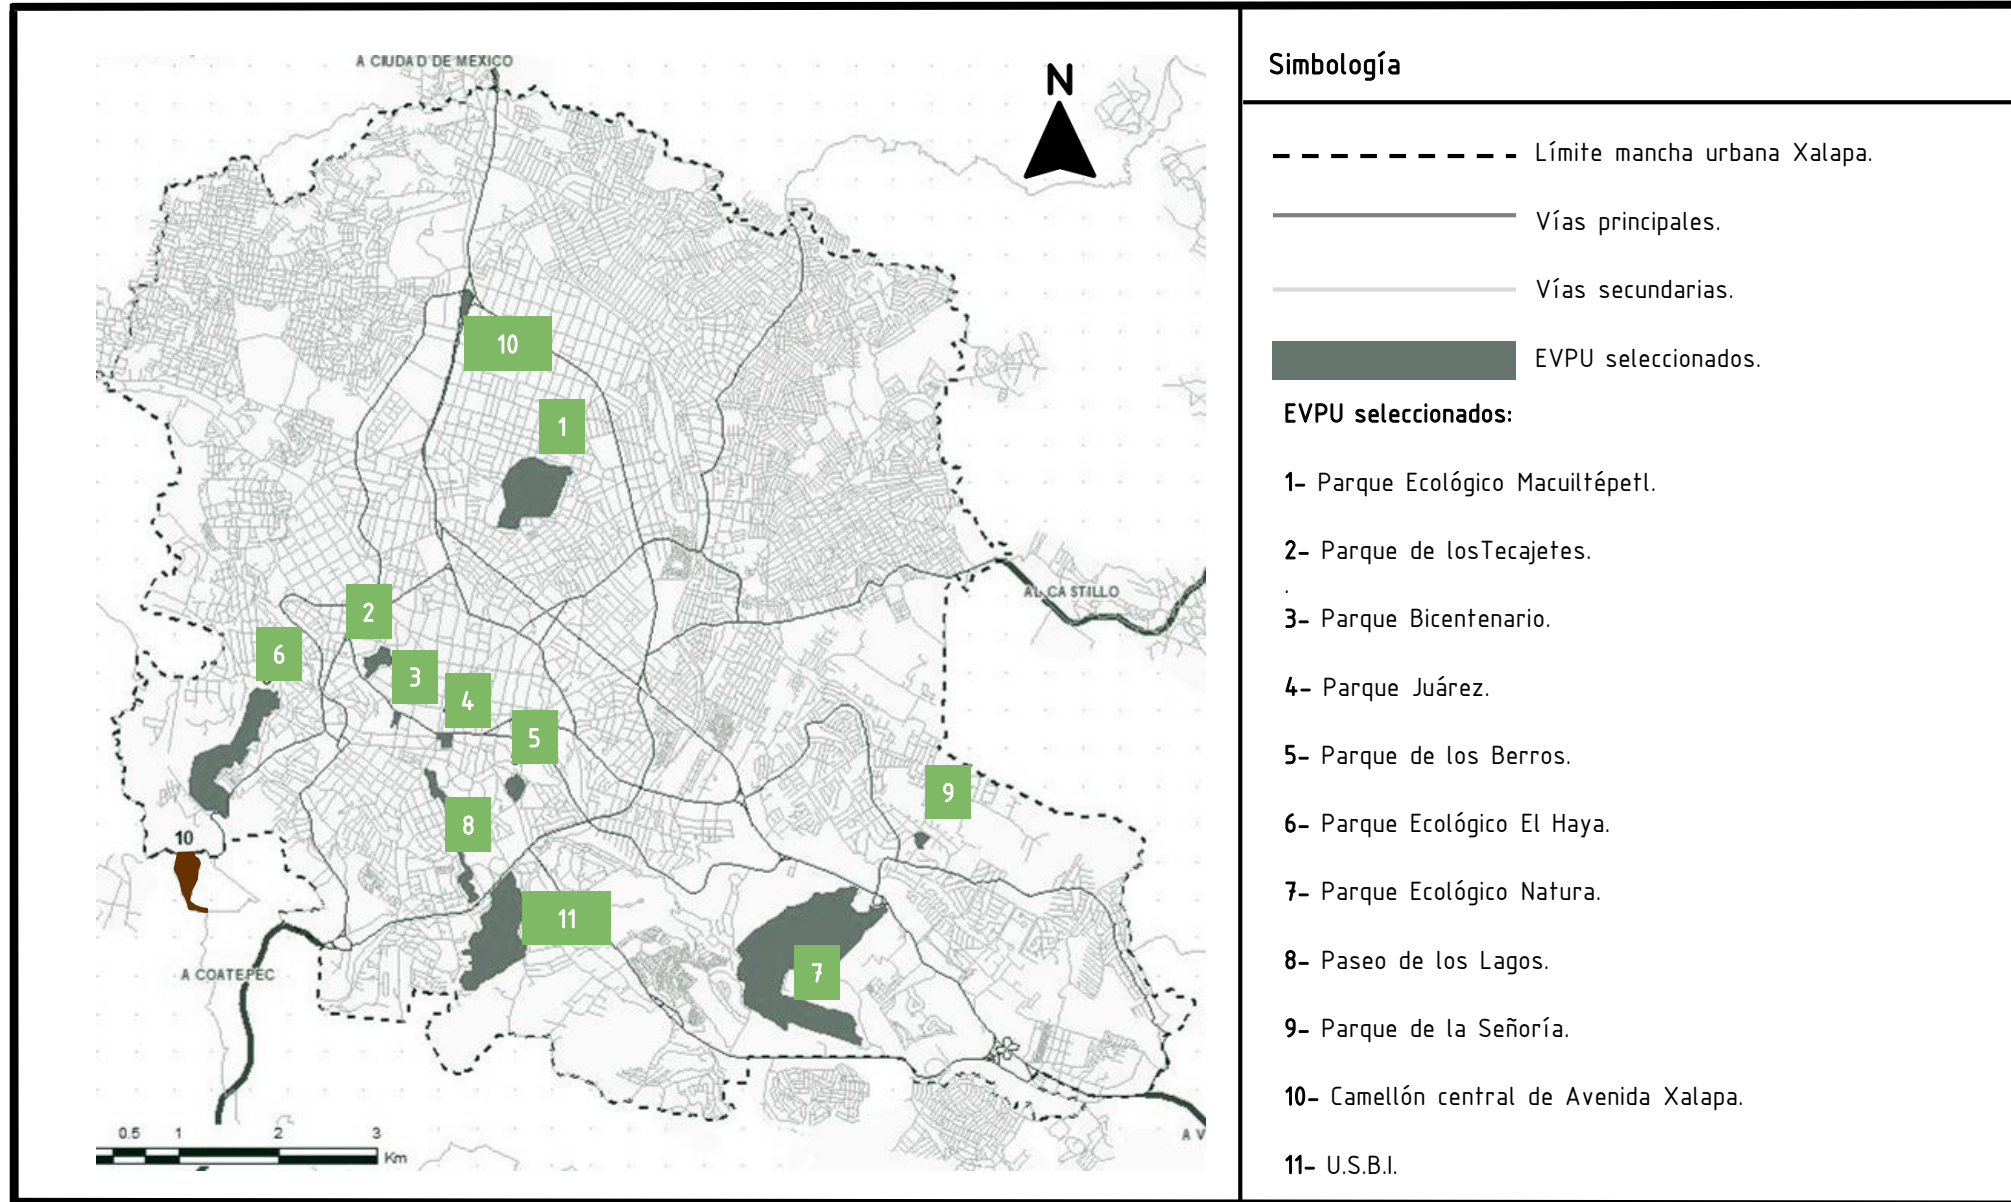 A CIUDAD DE MEXICO
N
10
1
2
6
3
4
5
9
8
10
11
7
AL CASTILLO
A COATEPEC
A V
0.5 1 2 3
Km
Simbología
Límite mancha urbana Xalapa.
Vías principales.
Vías secundarias.
EVPU seleccionados.
EVPU seleccionados:
1- Parque Ecológico Macuiltépetl.
2- Parque de losTecajetes.
.
3- Parque Bicentenario.
4- Parque Juárez.
5- Parque de los Berros.
6- Parque Ecológico El Haya.
7- Parque Ecológico Natura.
8- Paseo de los Lagos.
9- Parque de la Señoría.
10- Camellón central de Avenida Xalapa.
11- U.S.B.I.